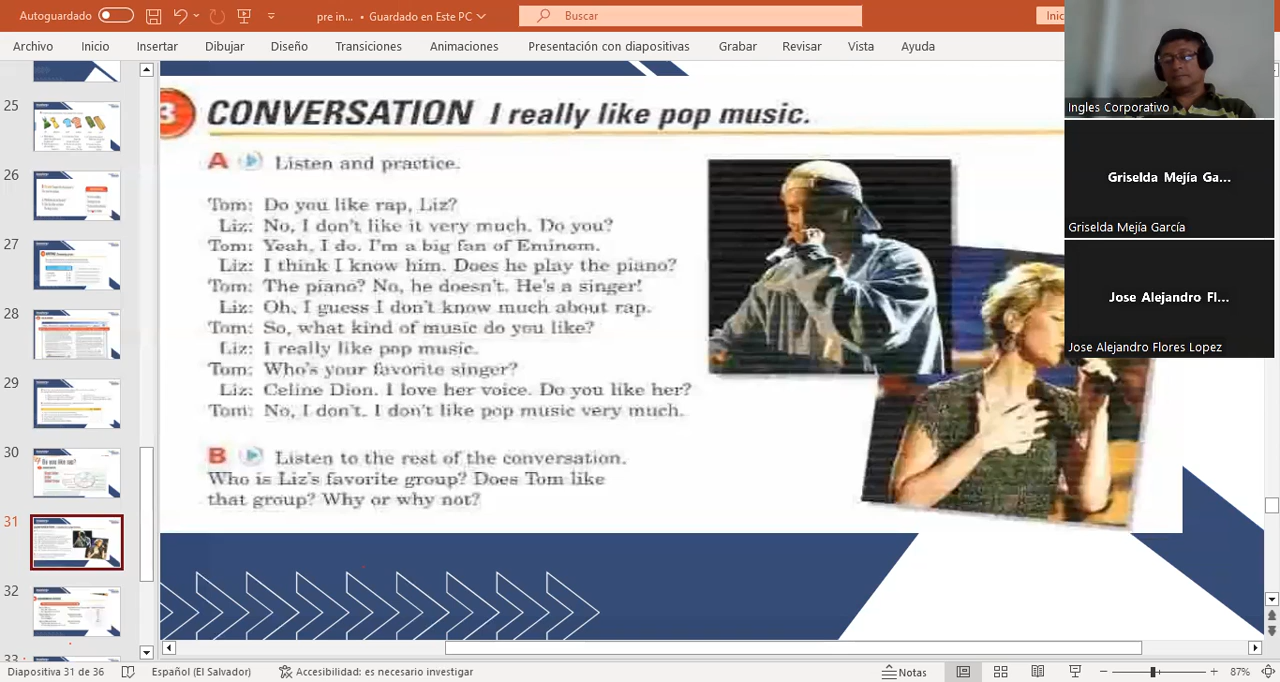 Autoguardado
pre in... • Guardado en Este PC
Buscar
Inic
Archivo Inicio Insertar Dibujar Diseño Transiciones Animaciones Presentación con diapositivas Grabar Revisar Vista Ayuda
25
26
27
28
29
30
31
32
33
3 CONVERSATION I really like pop music.
A Listen and practice.
Tom: Do you like rap, Liz?
Liz: No, I don't like it very much. Do you?
Tom: Yeah, I do. I'm a big fan of Eminem.
Liz: I think I know him. Does he play the piano?
Tom: The piano? No, he doesn't. He's a singer!
Liz: Oh, I guess I don't know much about rap.
Tom: So, what kind of music do you like?
Liz: I really like pop music.
Tom: Who's your favorite singer?
Liz: Celine Dion. I love her voice. Do you like her?
Tom: No, I don't. I don't like pop music very much.
B Listen to the rest of the conversation.
Who is Liz's favorite group? Does Tom like
that group? Why or why not?
Ingles Corporativo
Griselda Mejía Ga...
Griselda Mejía García
Jose Alejandro Fl...
Jose Alejandro Flores Lopez
Diapositiva 31 de 36 Español (El Salvador) Accesibilidad: es necesario investigar Notas 87%